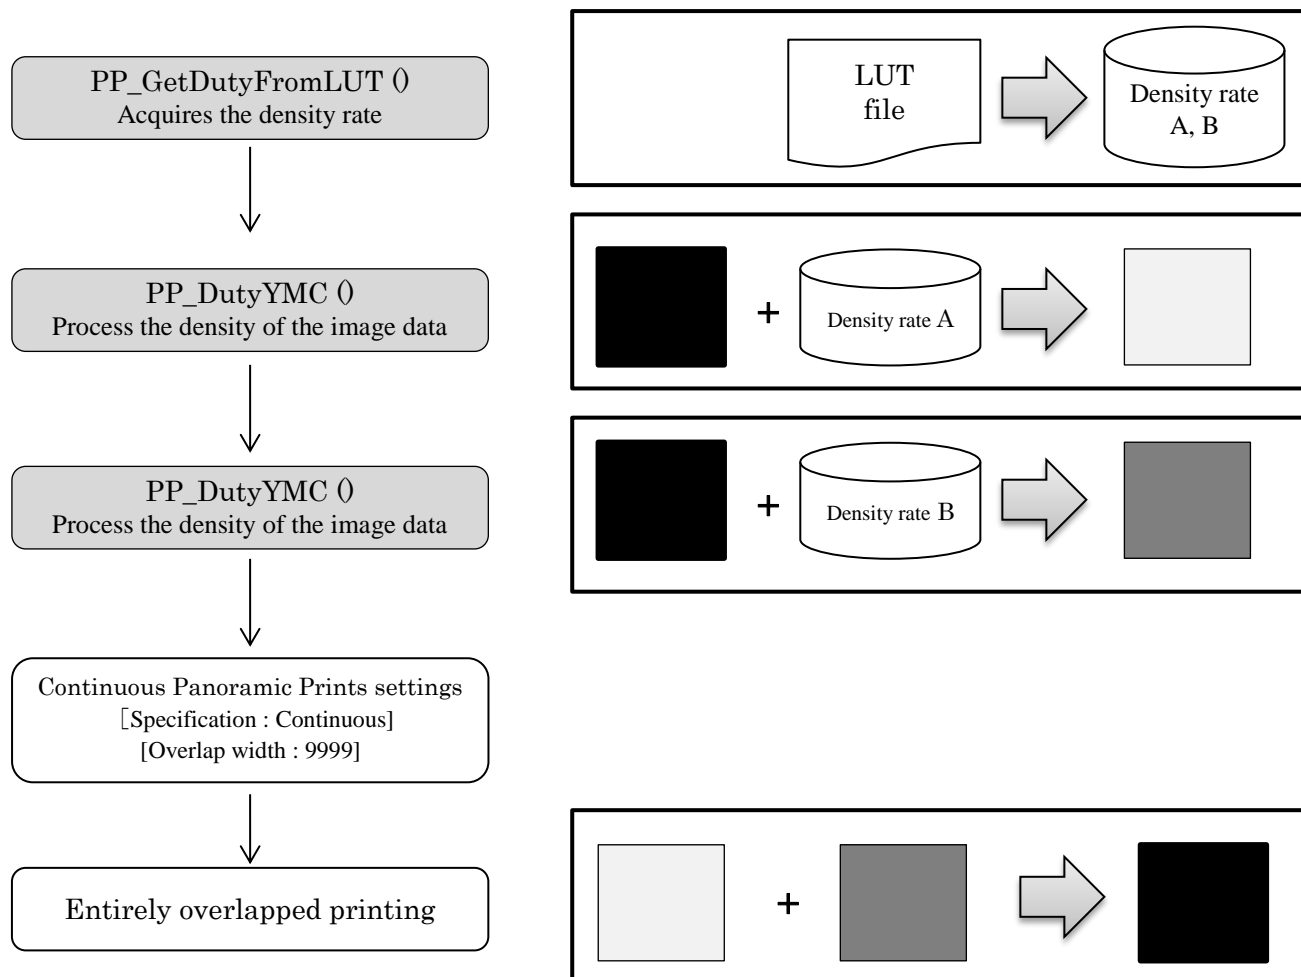 PP_GetDutyFromLUT ()
Acquires the density rate
LUT
file
Density rate
A, B
PP_DutyYMC ()
Process the density of the image data
+
Density rate A
PP_DutyYMC ()
Process the density of the image data
+
Density rate B
Continuous Panoramic Prints settings
[Specification : Continuous]
[Overlap width : 9999]
Entirely overlapped printing
+